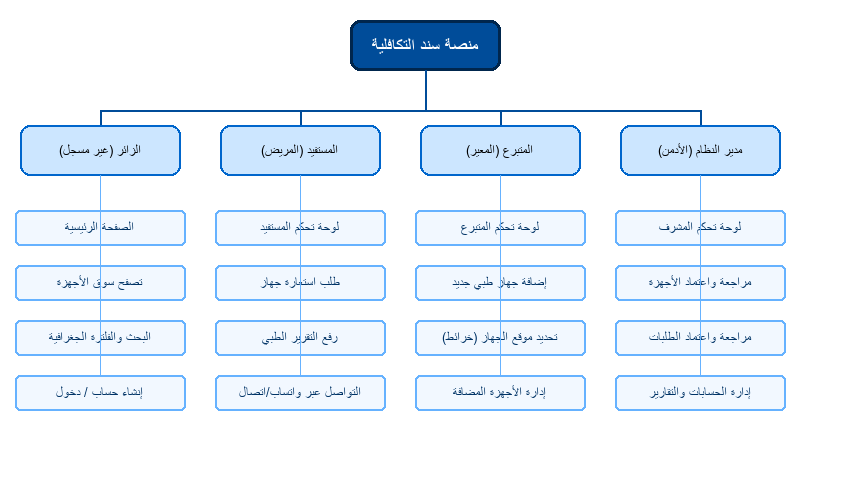 منصة سند التكافلية
مدير النظام (الأدمن)
لوحة تحكم المشرف
مراجعة واعتماد الأجهزة
مراجعة واعتماد الطلبات
إدارة الحسابات والتقارير
المتبرع (المعير)
لوحة تحكم المتبرع
إضافة جهاز طبي جديد
تحديد موقع الجهاز (خرائط)
إدارة الأجهزة المضافة
المستفيد (المريض)
لوحة تحكم المستفيد
طلب استعارة جهاز
رفع التقرير الطبي
التواصل عبر واتساب/اتصال
الزائر (غير مسجل)
الصفحة الرئيسية
تصفح سوق الأجهزة
البحث والفلترة الجغرافية
إنشاء حساب / دخول